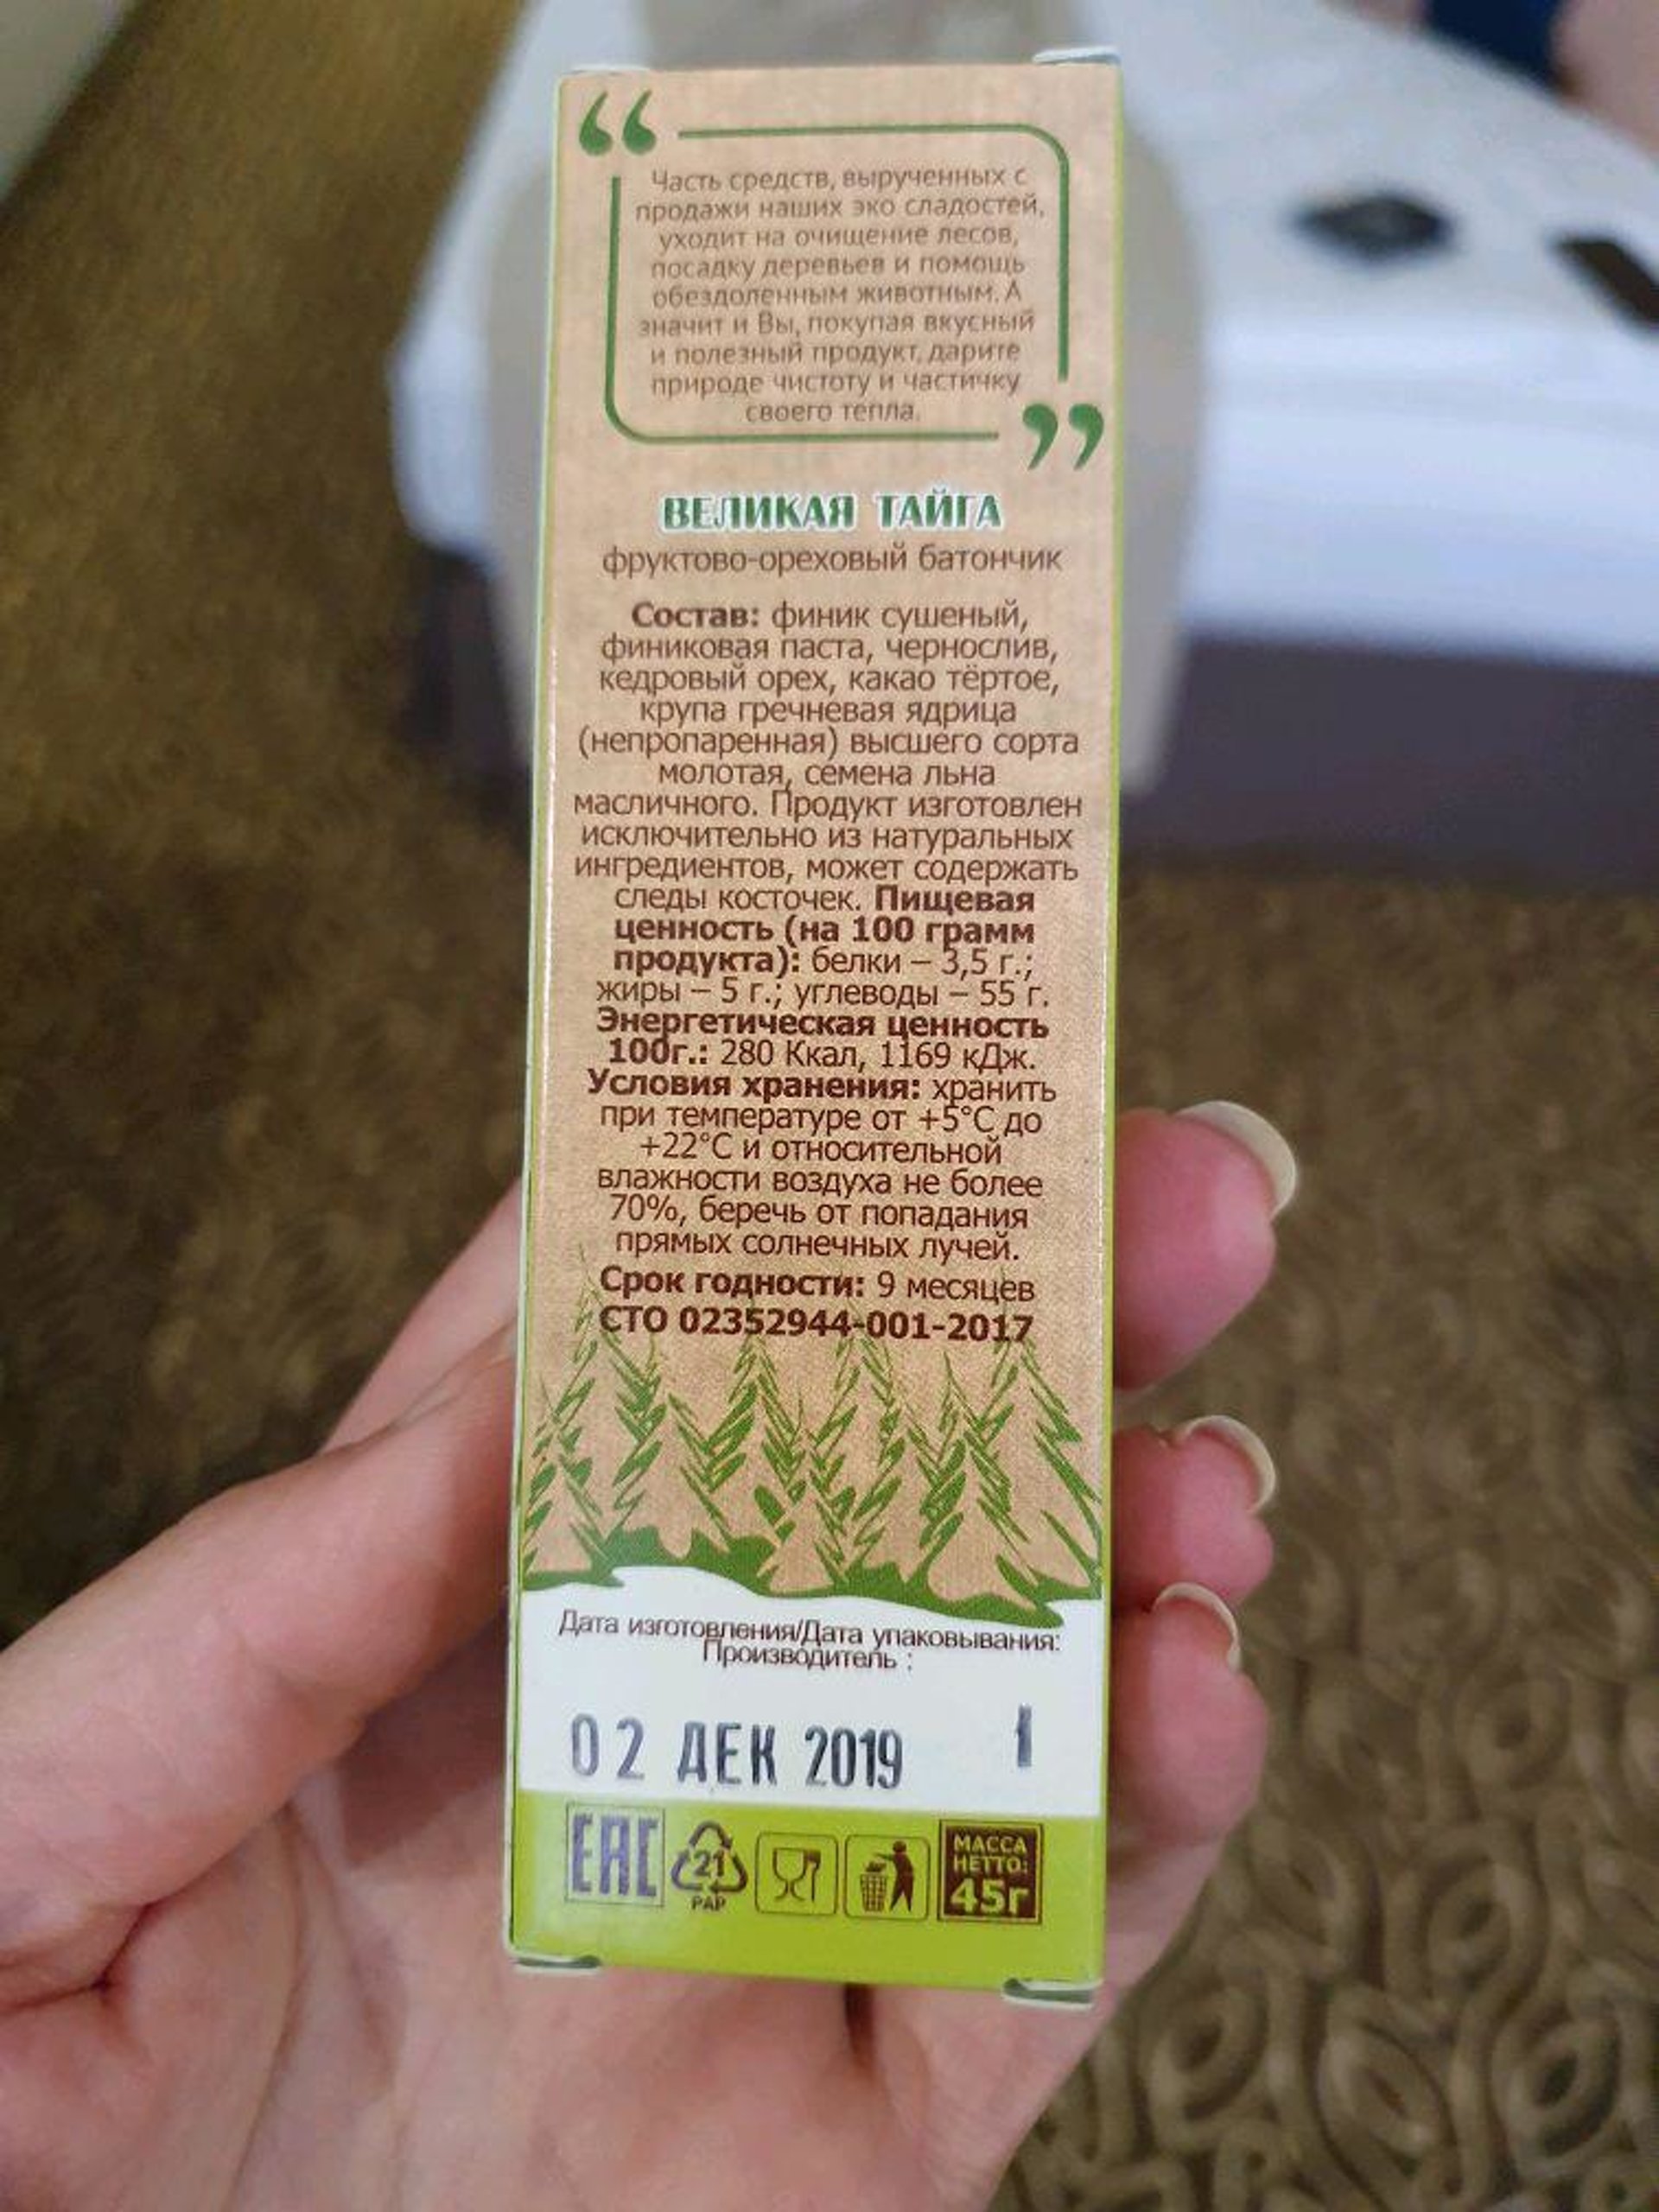 “
Часть средств, вырученных с
продажи наших эко сладостей,
уходит на очищение лесов,
посадку деревьев и помощь
обездоленным животным. А
значит и Вы, покупая вкусный
и полезный продукт, дарите
природе чистоту и частичку
своего тепла.
”
ВЕЛИКАЯ ТАЙГА
фруктово-ореховый батончик
Состав: финик сушеный,
финиковая паста, чернослив,
кедровый орех, какао тёртое,
крупа гречневая ядрица
(непропаренная) высшего сорта
молотая, семена льна
масличного. Продукт изготовлен
исключительно из натуральных
ингредиентов, может содержать
следы косточек. Пищевая
ценность (на 100 грамм
продукта): белки – 3,5 г.;
жиры – 5 г.; углеводы – 55 г.
Энергетическая ценность
100г.: 280 Ккал, 1169 кДж.
Условия хранения: хранить
при температуре от +5°С до
+22°С и относительной
влажности воздуха не более
70%, беречь от попадания
прямых солнечных лучей.
Срок годности: 9 месяцев
СТО 02352944-001-2017
Дата изготовления/Дата упаковывания:
Производитель :
02 ДЕК 2019 1
ЕАС 21 PAP МАССА НЕТТО: 45г